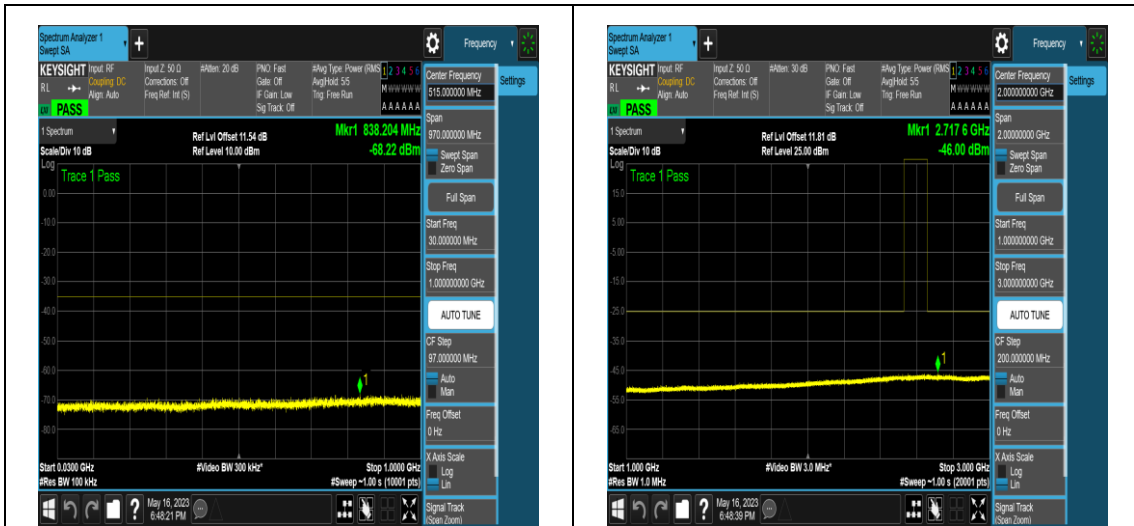 Spectrum Analyzer 1
Swept SA
+
Frequency
KEYSIGHT
RL
Input: RF
Coupling: DC
Align: Auto
Input Z: 50 Ω
Corrections: Off
Freq Ref: Int (S)
#Atten: 20 dB
PNO: Fast
Gate: Off
IF Gain: Low
Sig Track: Off
#Avg Type: Power (RMS
Avg|Hold: 5/5
Trig: Free Run
1 2 3 4 5 6
M W W W W W
A A A A A A
PASS
1 Spectrum
Scale/Div 10 dB
Log
Ref Lvl Offset 11.54 dB
Ref Level 10.00 dBm
Mkr1 838.204 MHz
-68.22 dBm
Trace 1 Pass
0.00
-10.0
-20.0
-30.0
-40.0
-50.0
-60.0
-70.0
-80.0
1
Start 0.0300 GHz
#Res BW 100 kHz
#Video BW 300 kHz*
Stop 1.0000 GHz
#Sweep ~1.00 s (10001 pts)
Center Frequency
515.000000 MHz
Span
970.000000 MHz
Swept Span
Zero Span
Full Span
Start Freq
30.000000 MHz
Stop Freq
1.000000000 GHz
AUTO TUNE
CF Step
97.000000 MHz
Auto
Man
Freq Offset
0 Hz
X Axis Scale
Log
Lin
Signal Track
(Span Zoom)
Settings
?
May 16, 2023
6:48:21 PM
Spectrum Analyzer 1
Swept SA
+
Frequency
KEYSIGHT
RL
Input: RF
Coupling: DC
Align: Auto
Input Z: 50 Ω
Corrections: Off
Freq Ref: Int (S)
#Atten: 30 dB
PNO: Fast
Gate: Off
IF Gain: Low
Sig Track: Off
#Avg Type: Power (RMS
Avg|Hold: 5/5
Trig: Free Run
1 2 3 4 5 6
M W W W W W
A A A A A A
PASS
1 Spectrum
Scale/Div 10 dB
Log
Ref Lvl Offset 11.81 dB
Ref Level 25.00 dBm
Mkr1 2.717 6 GHz
-46.00 dBm
Trace 1 Pass
15.0
5.00
-5.00
-15.0
-25.0
-35.0
-45.0
-55.0
-65.0
1
Start 1.000 GHz
#Res BW 1.0 MHz
#Video BW 3.0 MHz*
Stop 3.000 GHz
#Sweep ~1.00 s (20001 pts)
Center Frequency
2.000000000 GHz
Span
2.00000000 GHz
Swept Span
Zero Span
Full Span
Start Freq
1.000000000 GHz
Stop Freq
3.000000000 GHz
AUTO TUNE
CF Step
200.000000 MHz
Auto
Man
Freq Offset
0 Hz
X Axis Scale
Log
Lin
Signal Track
(Span Zoom)
Settings
?
May 16, 2023
6:48:39 PM